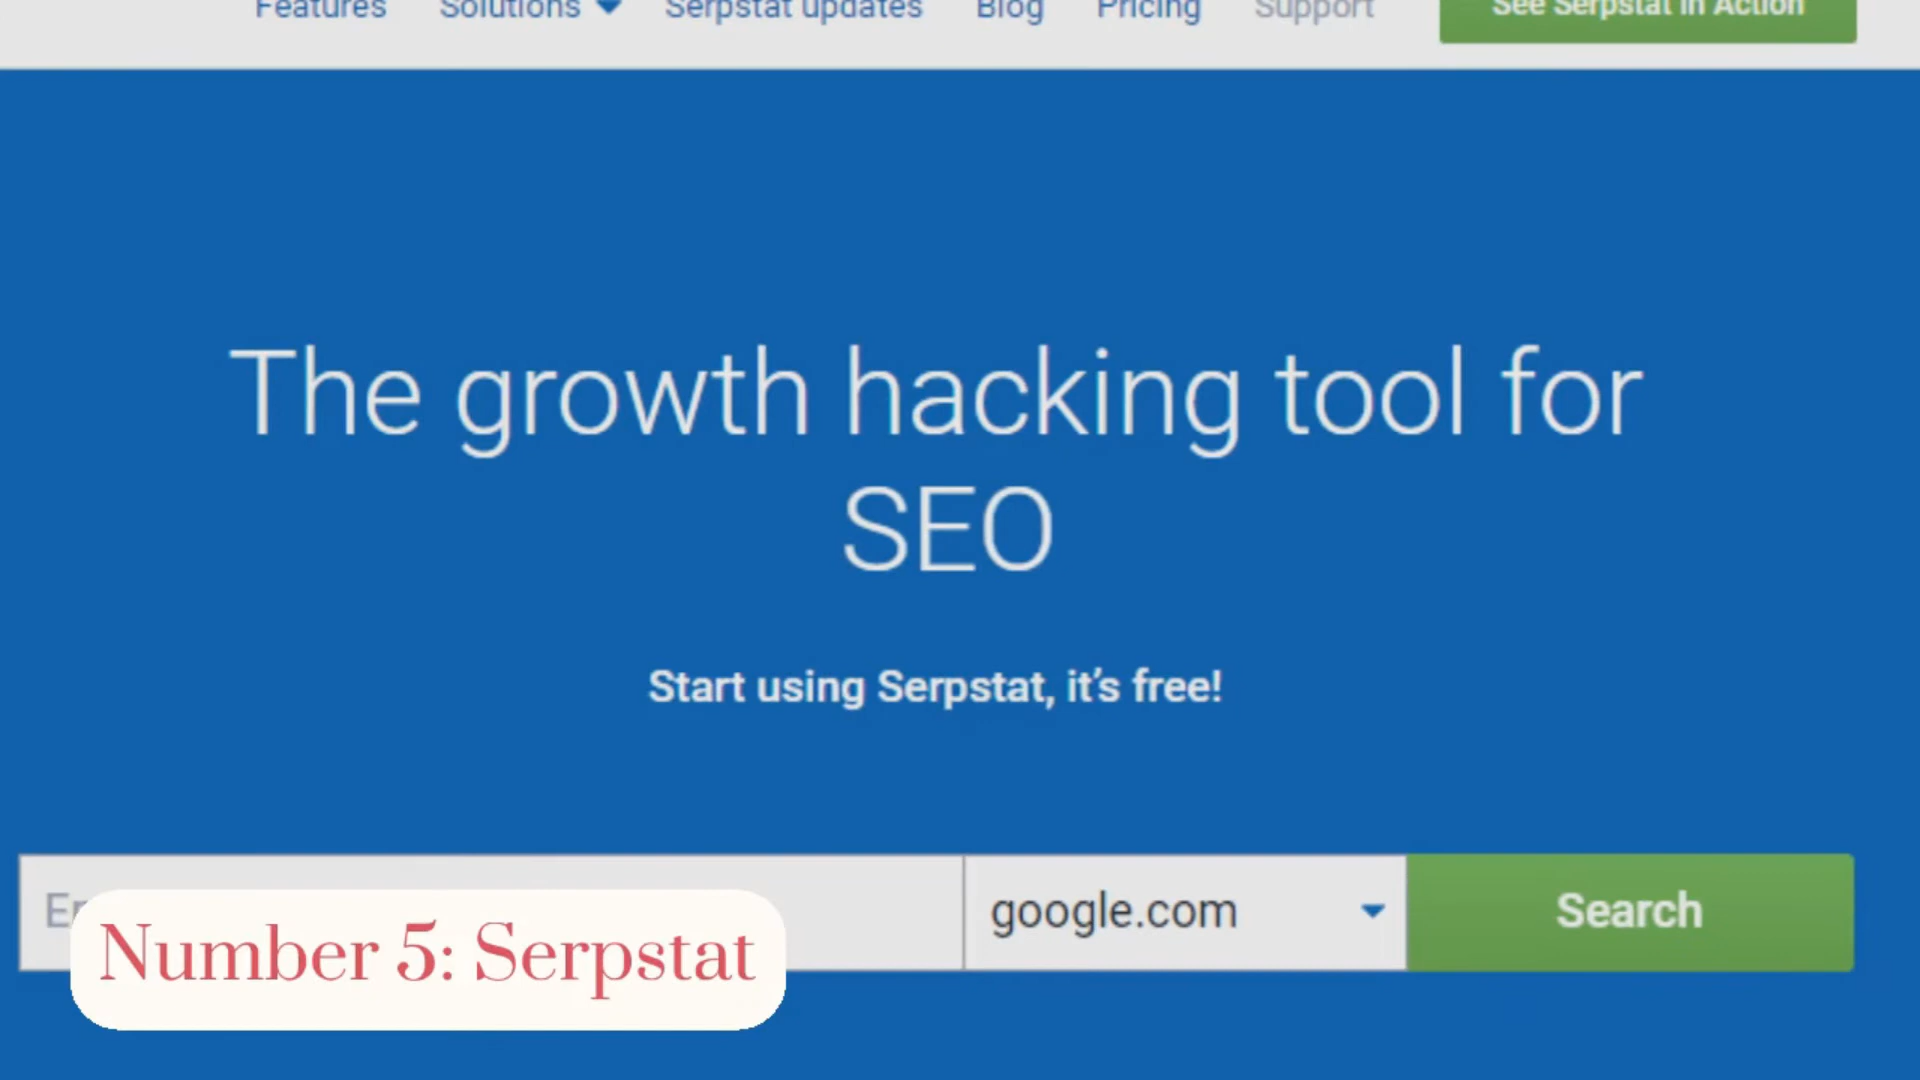 Features Solutions Serpstat updates Blog Pricing Support See Serpstat in Action
The growth hacking tool for
SEO
Start using Serpstat, it's free!
google.com Search
Number 5: Serpstat